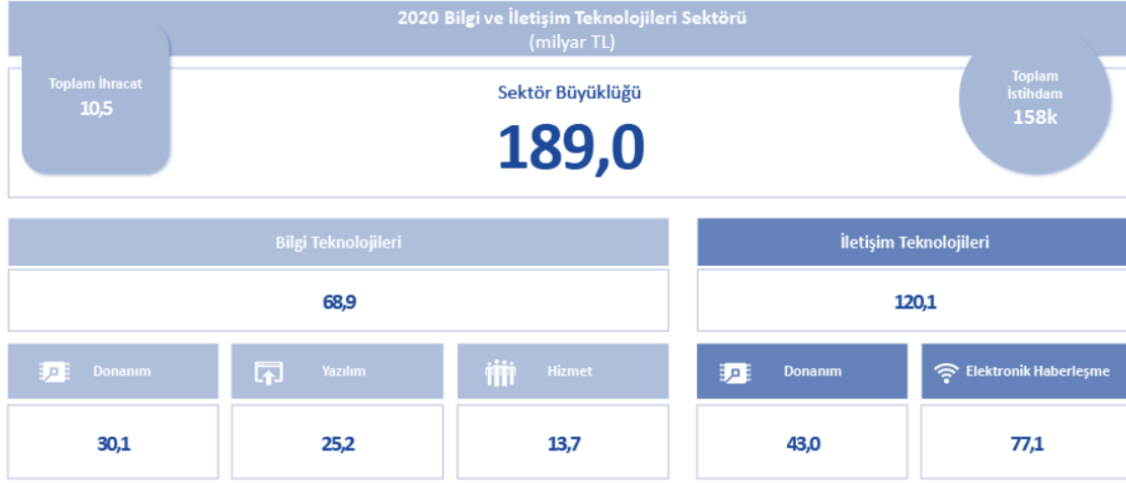 2020 Bilgi ve İletişim Teknolojileri Sektörü
(milyar TL)
Toplam İhracat
10,5
Sektör Büyüklüğü
189,0
Toplam
İstihdam
158k
Bilgi Teknolojileri
İletişim Teknolojileri
68,9
120,1
Donanım
Yazılım
Hizmet
Donanım
Elektronik Haberleşme
30,1
25,2
13,7
43,0
77,1